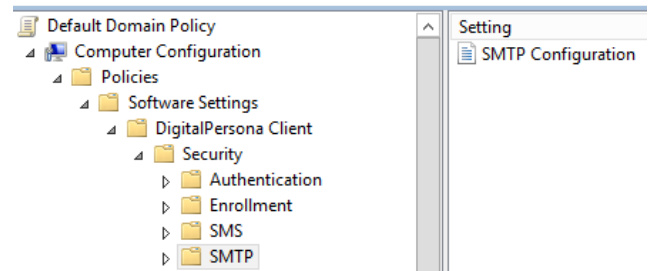 Default Domain Policy
Computer Configuration
Policies
Software Settings
DigitalPersona Client
Security
Authentication
Enrollment
SMS
SMTP
Setting
SMTP Configuration